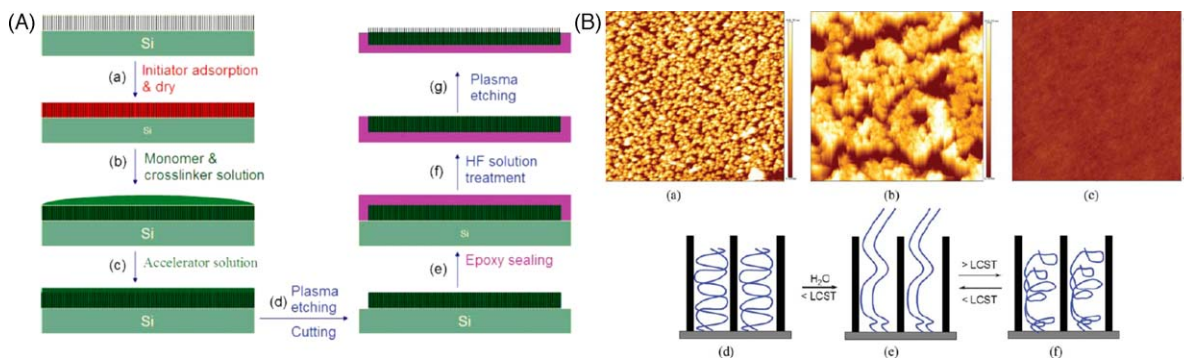 (A)
Si
(a)
Initiator adsorption
& dry
Si
(b)
Monomer &
crosslinker solution
Si
(c)
Accelerator solution
Si
(d)
Plasma
etching
Cutting
(g)
Plasma
etching
(f)
HF solution
treatment
Si
(e)
Epoxy sealing
Si
(B)
(a)
(b)
(c)
H2O
< LCST
> LCST
< LCST
(d)
(e)
(f)